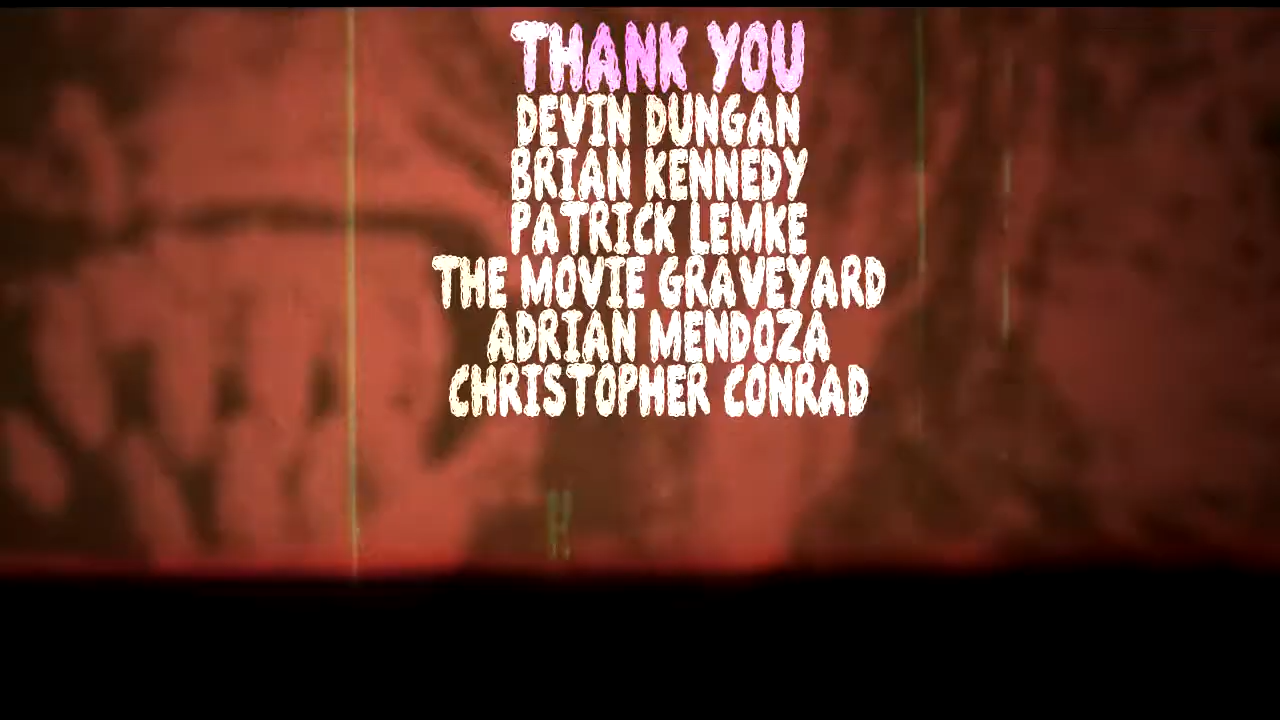 THANK YOU
DEVIN DUNGAN
BRIAN KENNEDY
PATRICK LEMKE
THE MOVIE GRAVEYARD
ADRIAN MENDOZA
CHRISTOPHER CONRAD